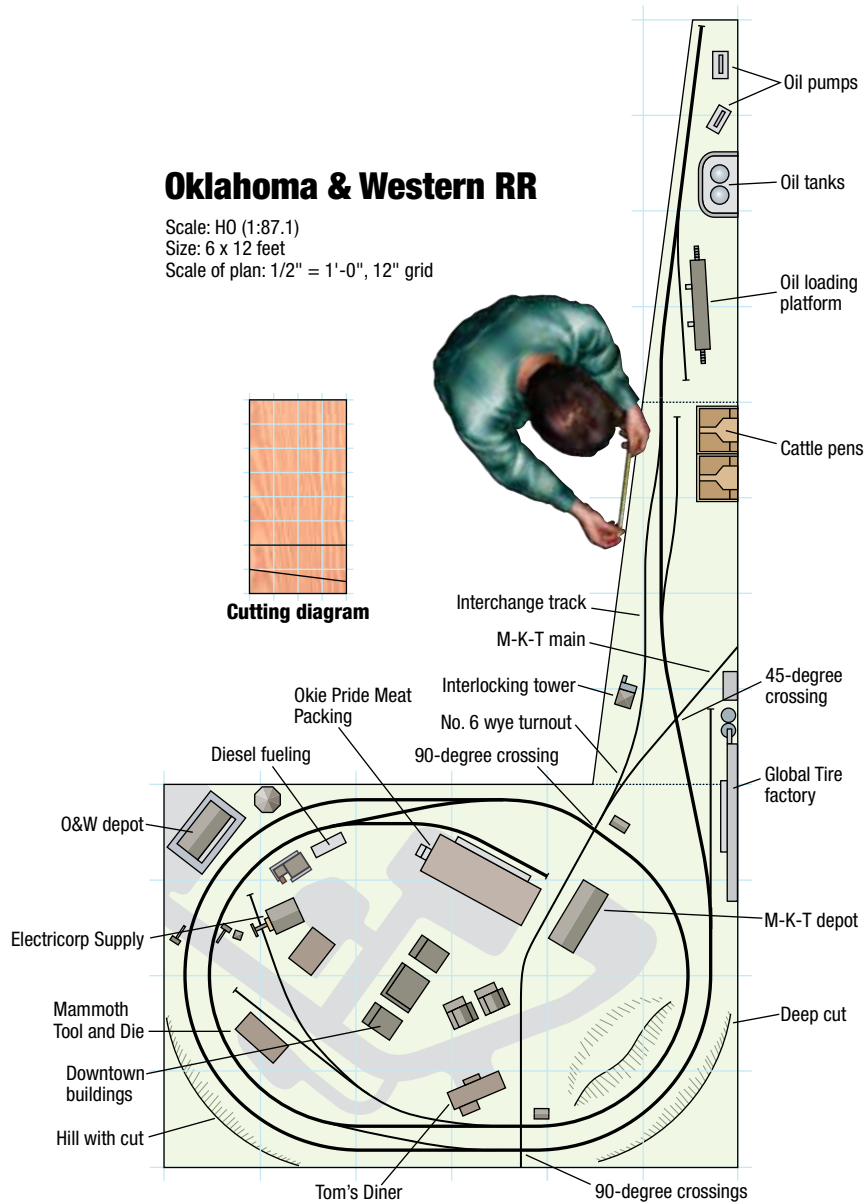 Oklahoma & Western RR
Scale: HO (1:87.1)
Size: 6 x 12 feet
Scale of plan: 1/2" = 1'-0", 12" grid
Oil pumps
Oil tanks
Oil loading
platform
Cattle pens
Cutting diagram
Interchange track
M-K-T main
Interlocking tower
45-degree
crossing
Okie Pride Meat
Packing
No. 6 wye turnout
Diesel fueling
90-degree crossing
Global Tire
factory
O&W depot
M-K-T depot
Electricorp Supply
Mammoth
Tool and Die
Deep cut
Downtown
buildings
Hill with cut
Tom's Diner
90-degree crossings